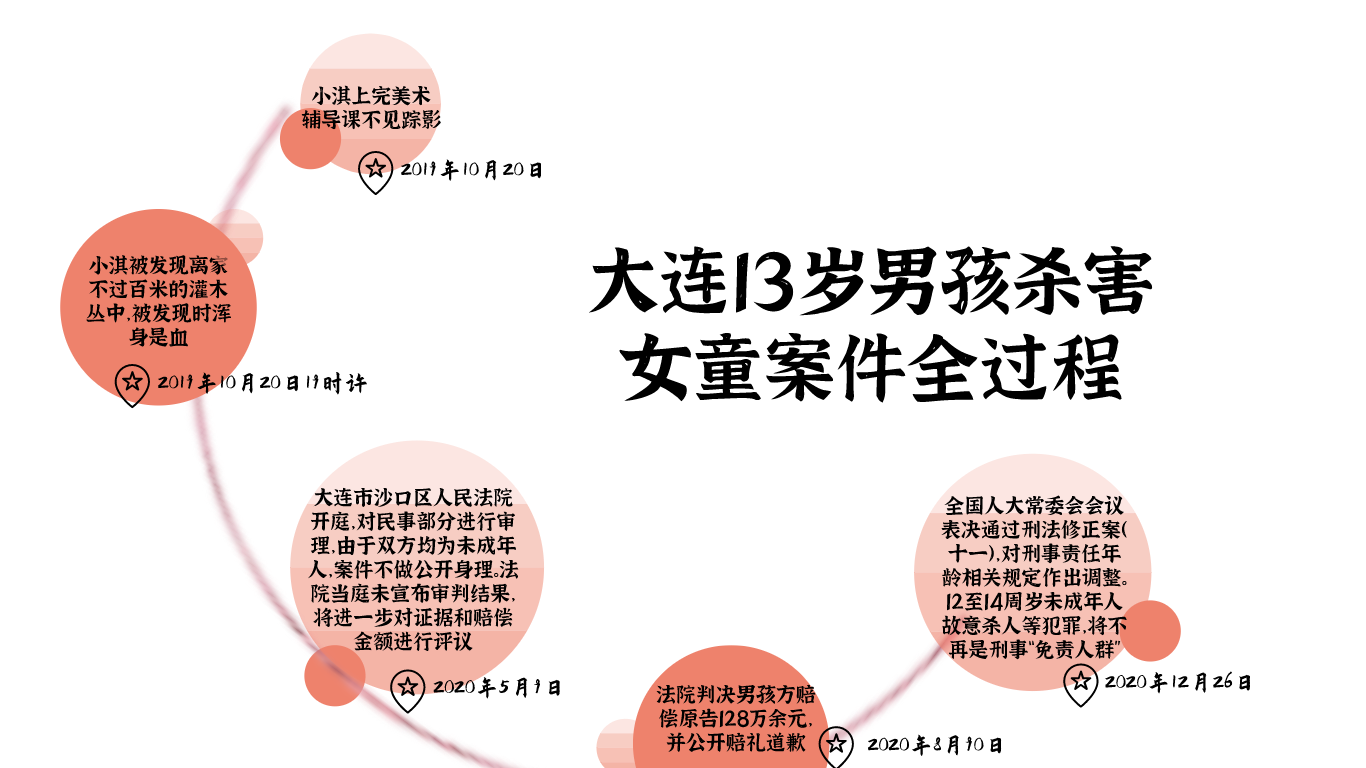 小淇上完美术
辅导课不见踪影
2019年10月20日
小淇被发现离家
不过百米的灌木
丛中,被发现时浑
身是血
2019年10月20日19时许
大连13岁男孩杀害
女童案件全过程
大连市沙口区人民法院
开庭,对民事部分进行审
理,由于双方均为未成年
人,案件不做公开身理。法
院当庭未宣布审判结果,
将进一步对证据和赔偿
金额进行评议
2020年5月9日
法院判决男孩方赔
偿原告128万余元,
并公开赔礼道歉
2020年8月10日
全国人大常委会会议
表决通过刑法修正案(
十一),对刑事责任年
龄相关规定作出调整。
12至14周岁未成年人
故意杀人等犯罪,将不
再是刑事“免责人群”
2020年12月26日